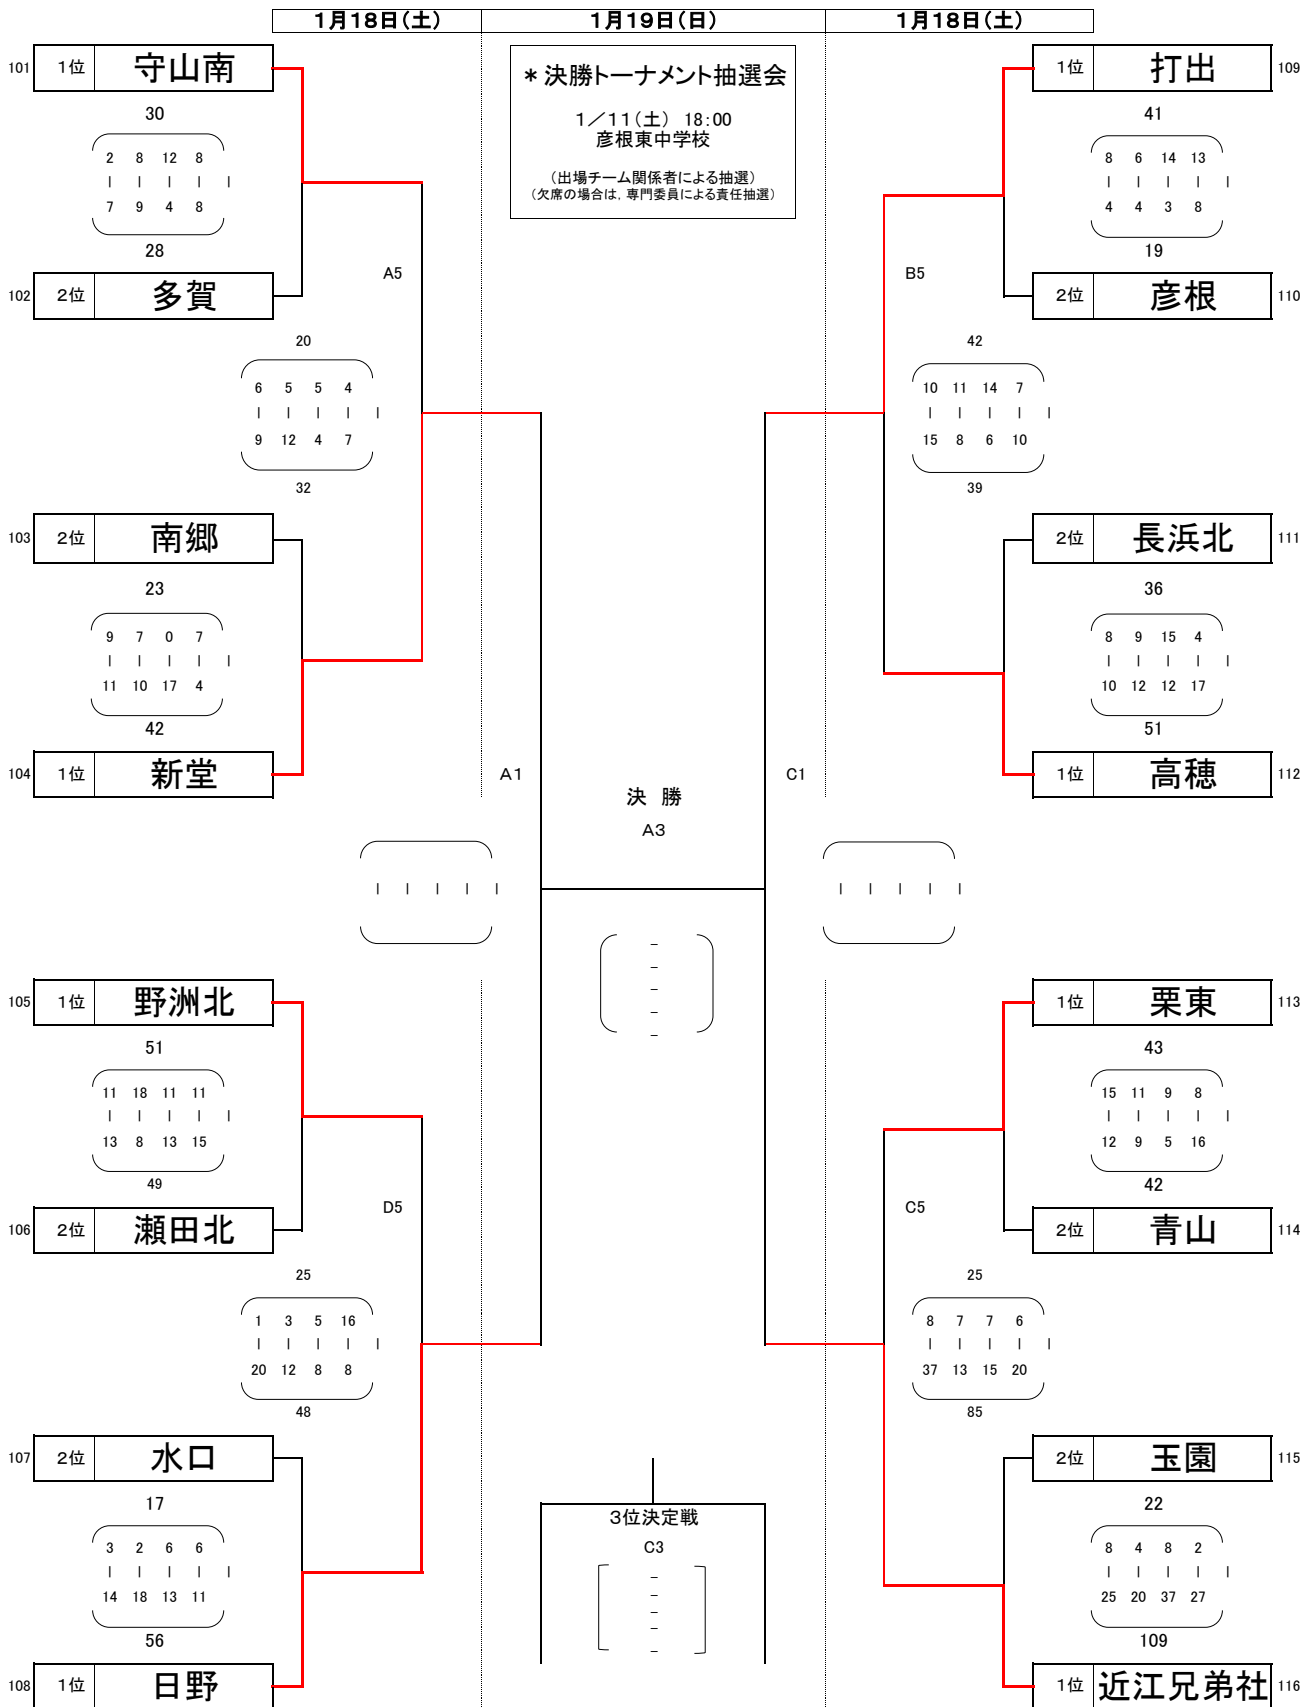 1月18日(土) 1月19日(日) 1月18日(土)
101 1位 守山南
30
2 8 12 8
7 9 4 8
28
102 2位 多賀
A5
20
6 5 5 4
9 12 4 7
32
103 2位 南郷
23
9 7 0 7
11 10 17 4
42
104 1位 新堂
A1
105 1位 野洲北
51
11 18 11 11
13 8 13 15
49
106 2位 瀬田北
D5
25
1 3 5 16
20 12 8 8
48
107 2位 水口
17
3 2 6 6
14 18 13 11
56
108 1位 日野
*決勝トーナメント抽選会
1/11(土) 18:00
彦根東中学校
(出場チーム関係者による抽選)
(欠席の場合は,専門委員による責任抽選)
決 勝
A3
3位決定戦
C3
1位 打出 109
41
8 6 14 13
4 4 3 8
19
2位 彦根 110
B5
42
10 11 14 7
15 8 6 10
39
2位 長浜北 111
36
8 9 15 4
10 12 12 17
51
1位 高穂 112
C1
1位 栗東 113
43
15 11 9 8
12 9 5 16
42
2位 青山 114
C5
25
8 7 7 6
37 13 15 20
85
2位 玉園 115
22
8 4 8 2
25 20 37 27
109
1位 近江兄弟社 116